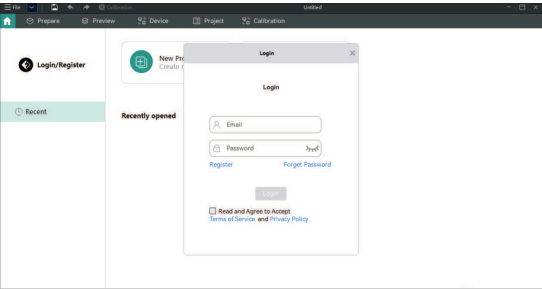 File
Calibration
Untitled
Prepare
Preview
Device
Project
Calibration
Login/Register
New Pro
Create n
Recent
Recently opened
Login
Login
Email
Password
Register Forget Password
Login
Read and Agree to Accept
Terms of Service and Privacy Policy